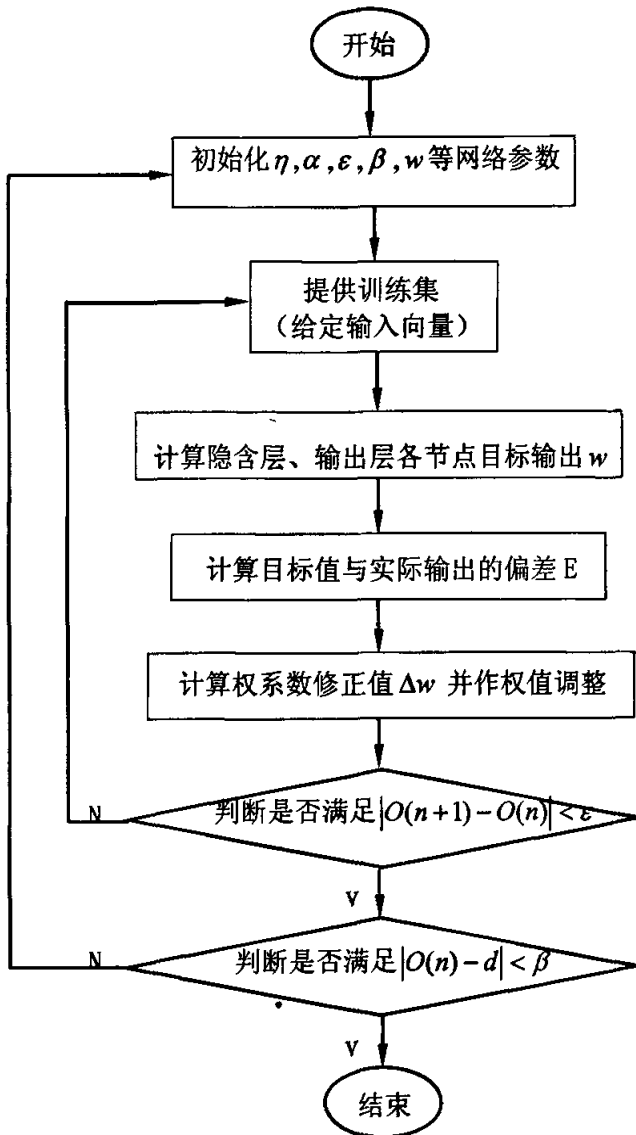 开始
初始化η,α,ε,β,w等网络参数
提供训练集
（给定输入向量）
计算隐含层、输出层各节点目标输出w
计算目标值与实际输出的偏差E
计算权系数修正值Δw 并作权值调整
N
判断是否满足|O(n+1)−O(n)|<ε
Y
N
判断是否满足|O(n)−d|<β
Y
结束